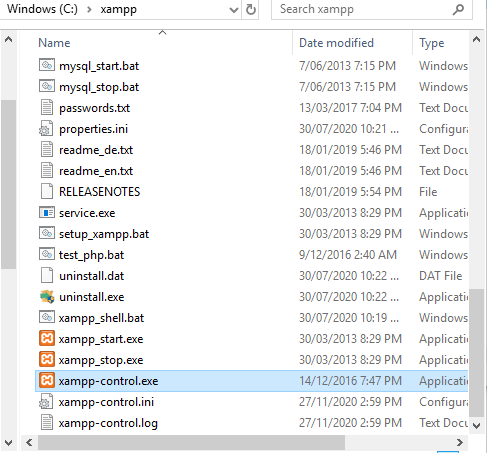 Windows (C:) > xampp Search xampp
Name Date modified Type
mysql_start.bat 7/06/2013 7:15 PM Windows
mysql_stop.bat 7/06/2013 7:15 PM Windows
passwords.txt 13/03/2017 7:04 PM Text Docu
properties.ini 30/07/2020 10:21 ... Configura
readme_de.txt 18/01/2019 5:46 PM Text Docu
readme_en.txt 18/01/2019 5:46 PM Text Docu
RELEASENOTES 18/01/2019 5:54 PM File
service.exe 30/03/2013 8:29 PM Applicatio
setup_xampp.bat 30/03/2013 8:29 PM Windows
test_php.bat 9/12/2016 2:40 AM Windows
uninstall.dat 30/07/2020 10:22 ... DAT File
uninstall.exe 30/07/2020 10:22 ... Applicatio
xampp_shell.bat 30/07/2020 10:19 ... Windows
xampp_start.exe 30/03/2013 8:29 PM Applicatio
xampp_stop.exe 30/03/2013 8:29 PM Applicatio
xampp-control.exe 14/12/2016 7:47 PM Applicatio
xampp-control.ini 27/11/2020 2:59 PM Configura
xampp-control.log 27/11/2020 2:59 PM Text Docu